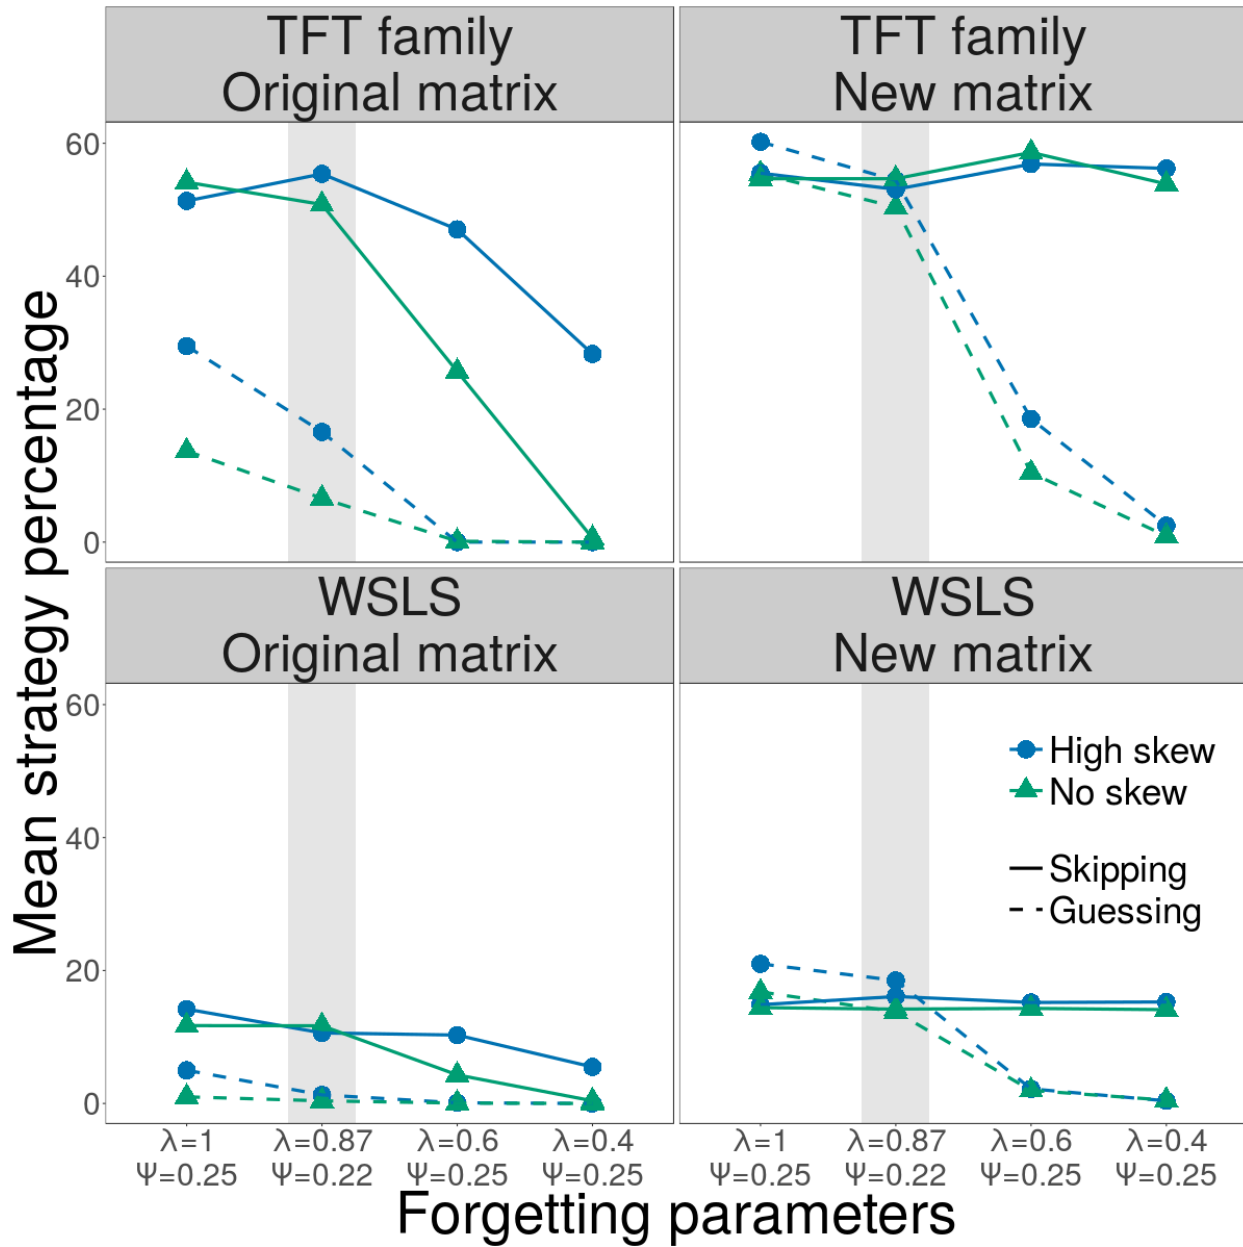 TFT family
Original matrix
TFT family
New matrix
60
40
20
0
WSLS
Original matrix
WSLS
New matrix
60
40
20
0
High skew
No skew
Skipping
Guessing
λ=1
Ψ=0.25
λ=0.87
Ψ=0.22
λ=0.6
Ψ=0.25
λ=0.4
Ψ=0.25
λ=1
Ψ=0.25
λ=0.87
Ψ=0.22
λ=0.6
Ψ=0.25
λ=0.4
Ψ=0.25
Mean strategy percentage
Forgetting parameters